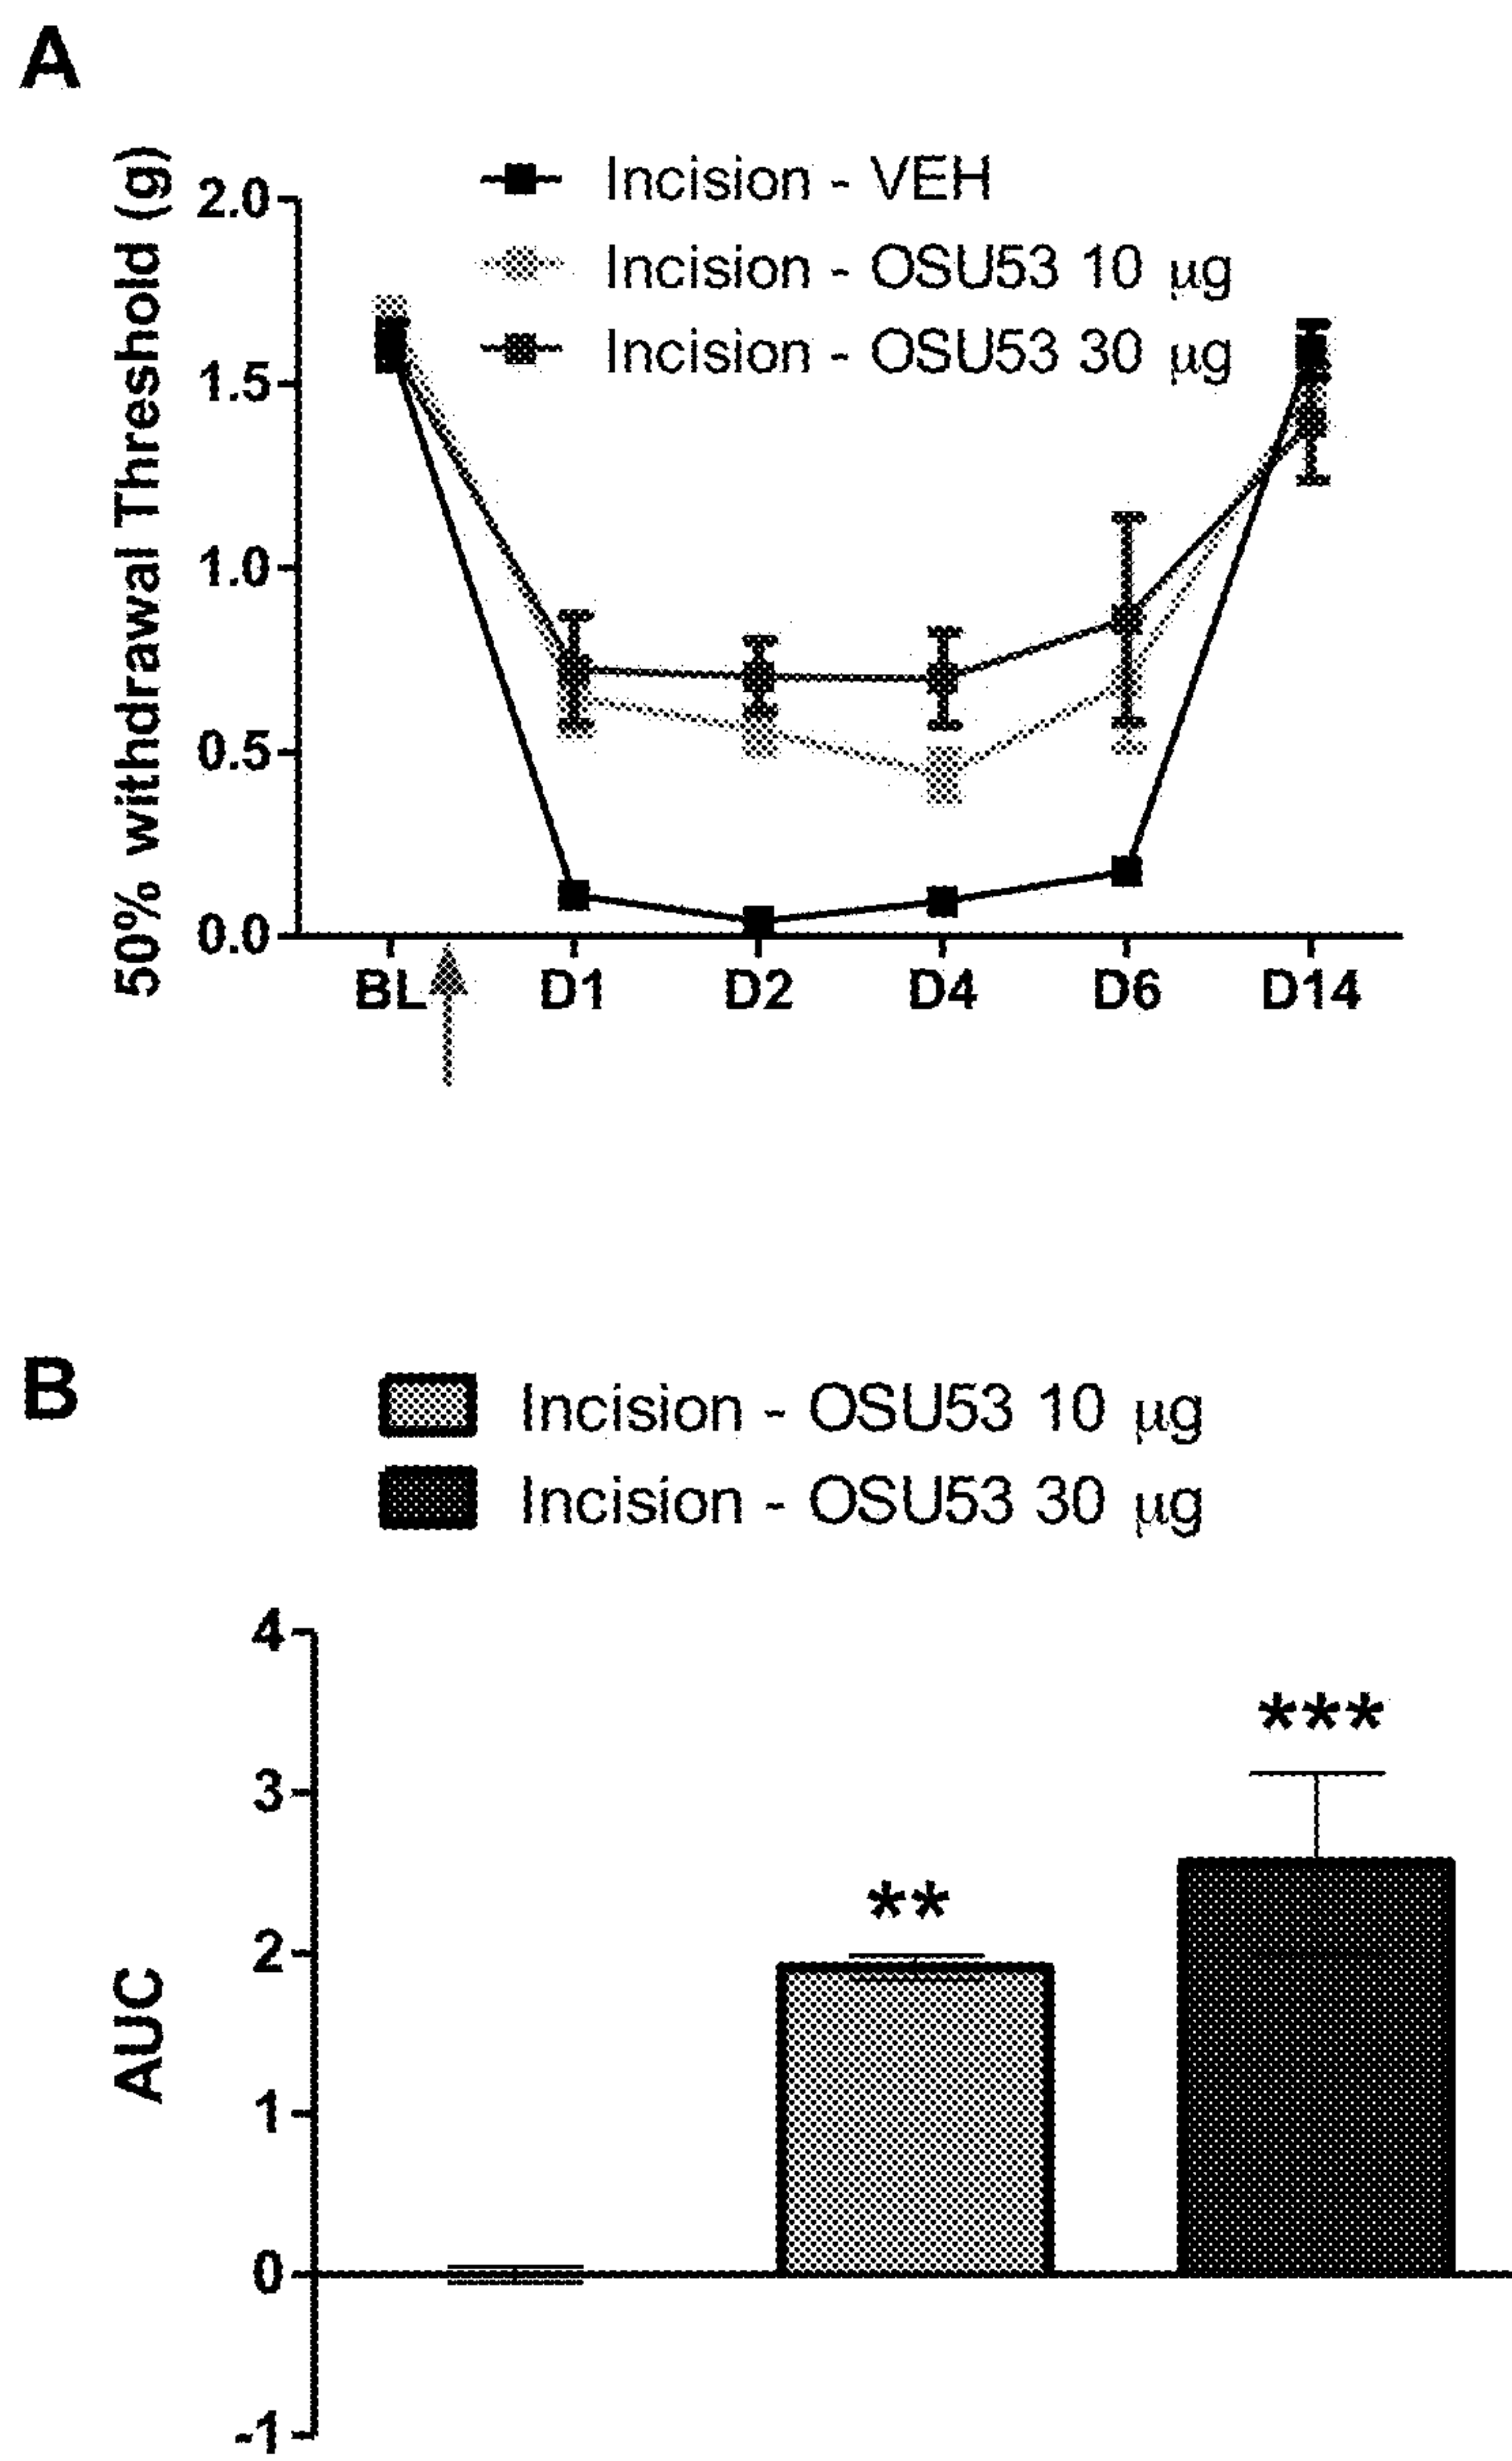 A
50% withdrawal Threshold (g)
2.0
1.5
1.0
0.5
0.0
Incision - VEH
Incision - OSU53 10 µg
Incision - OSU53 30 µg
BL D1 D2 D4 D6 D14
B
Incision - OSU53 10 µg
Incision - OSU53 30 µg
AUC
4
3
2
1
0
-1
**
***